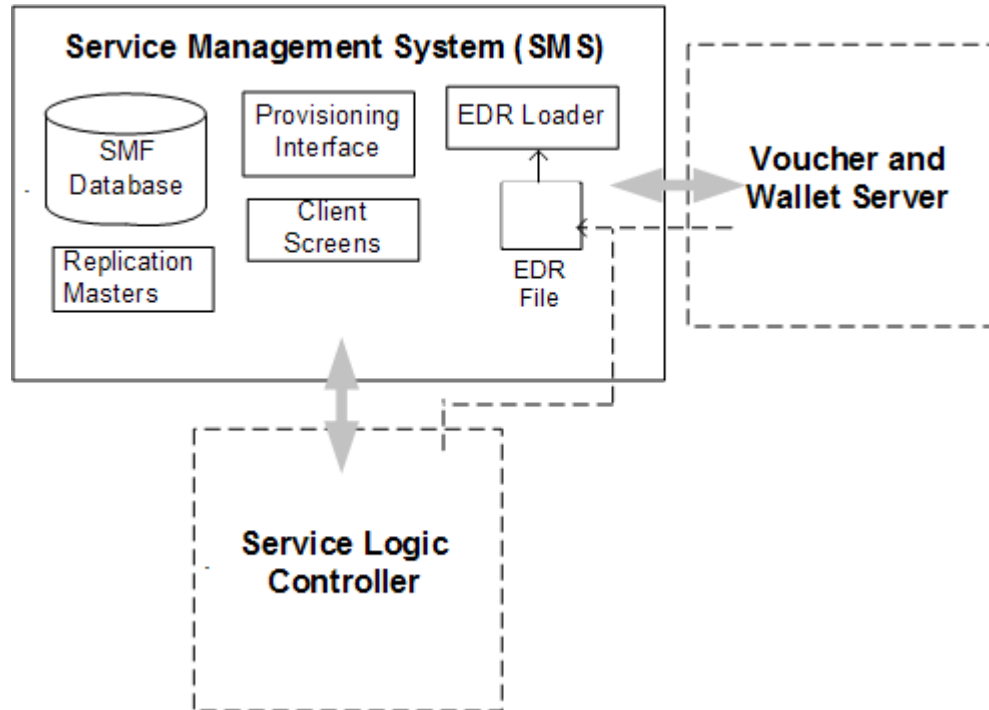 Service Management System (SMS)
SMF
Database
Provisioning
Interface
EDR Loader
Client
Screens
Replication
Masters
EDR
File
Voucher and
Wallet Server
Service Logic
Controller